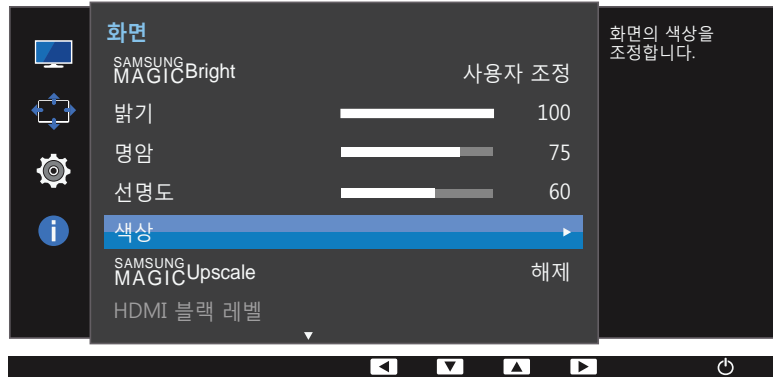 화면
SAMSUNG
MAGICBright 사용자 조정
밝기 100
명암 75
선명도 60
색상
SAMSUNG
MAGICUpscale 해제
HDMI 블랙 레벨
화면의 색상을
조정합니다.